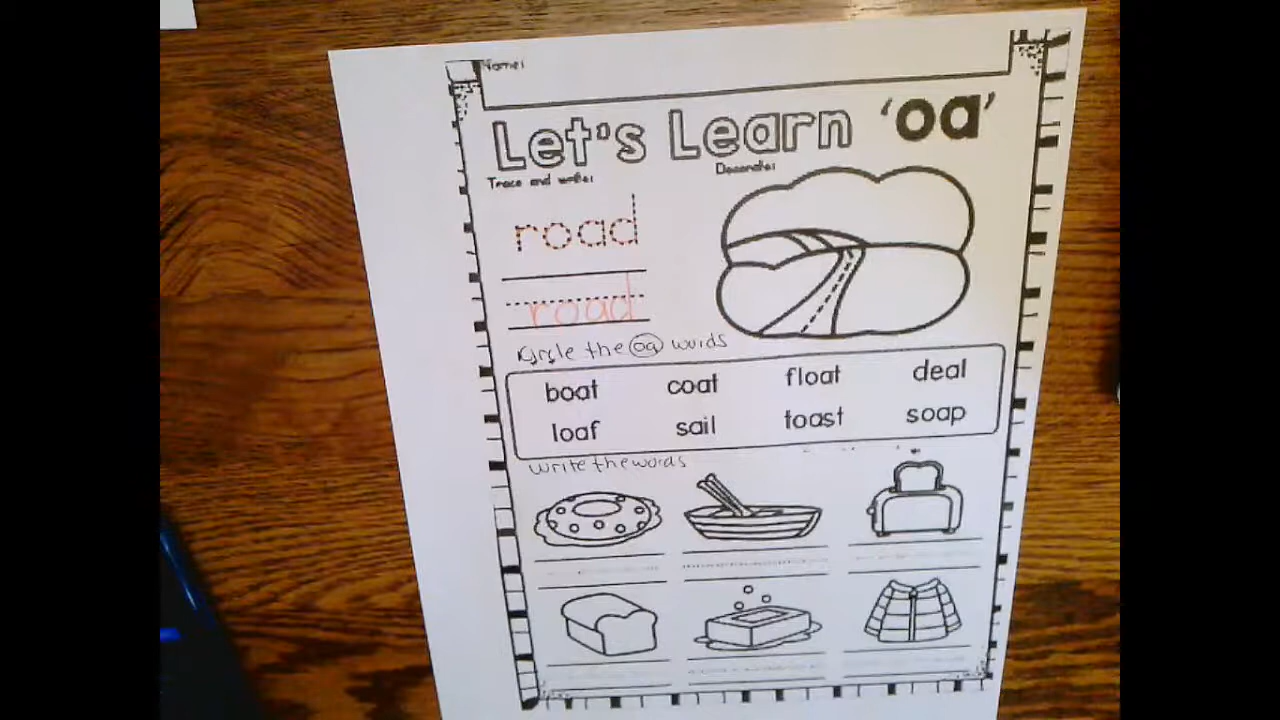 Name:
Let's Learn 'oa'
Trace and write:
Decorate:
road
road
Circle the oa words
boat coat float deal
loaf sail toast soap
write the words